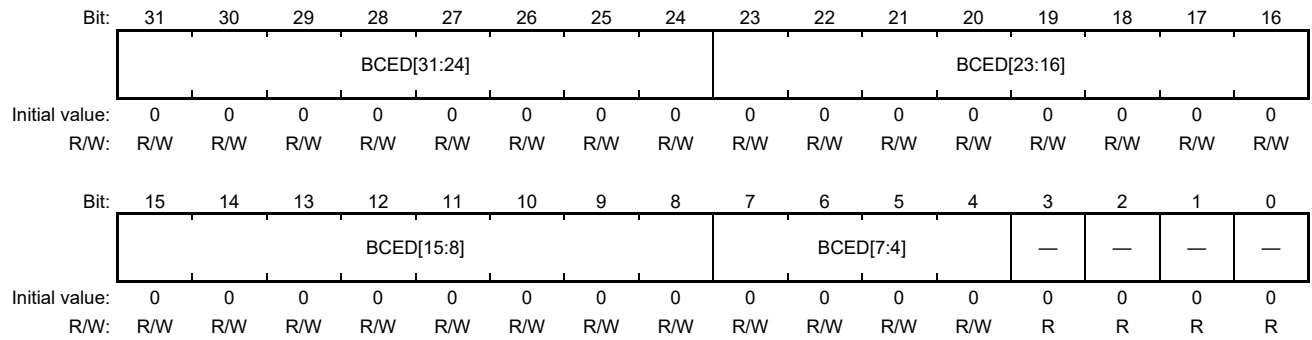 Bit: 31 30 29 28 27 26 25 24 23 22 21 20 19 18 17 16
BCED[31:24] BCED[23:16]
Initial value: 0 0 0 0 0 0 0 0 0 0 0 0 0 0 0 0
R/W: R/W R/W R/W R/W R/W R/W R/W R/W R/W R/W R/W R/W R/W R/W R/W R/W
Bit: 15 14 13 12 11 10 9 8 7 6 5 4 3 2 1 0
BCED[15:8] BCED[7:4] — — — —
Initial value: 0 0 0 0 0 0 0 0 0 0 0 0 0 0 0 0
R/W: R/W R/W R/W R/W R/W R/W R/W R/W R/W R/W R/W R/W R R R R